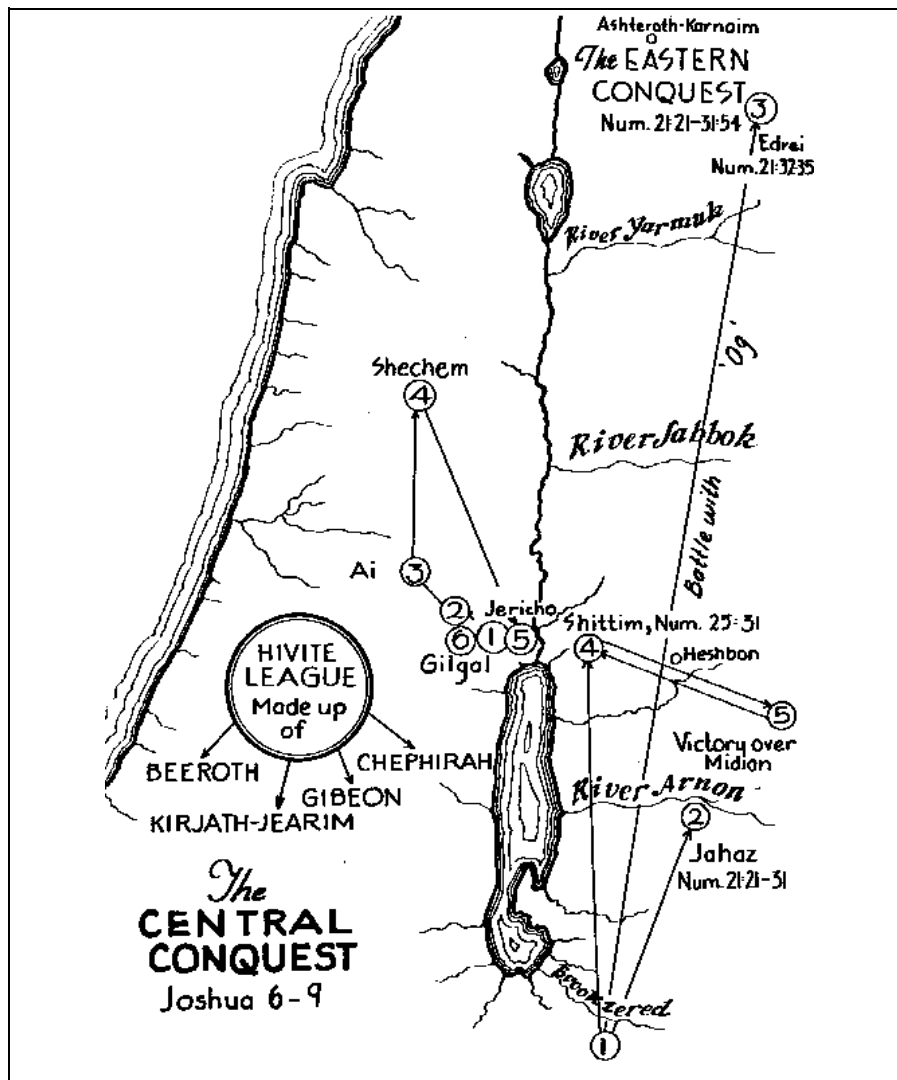 Ashteroth-Karnaim
The EASTERN
CONQUEST
Num. 21:21-31:54
3
Edrei
Num. 21:32-35
River Yarmuk
'Og'
Battle with
Shechem
4
River Jabbok
Ai
3
2
Jericho
6
1
5
Gilgal
Shittim, Num. 25:31
4
Heshbon
5
Victory over
Midian
HIVITE
LEAGUE
Made up
of
BEEROTH
CHEPHIRAH
GIBEON
KIRJATH-JEARIM
River Arnon
2
Jahaz
Num. 21:21-31
The
CENTRAL
CONQUEST
Joshua 6-9
Brook zered
1